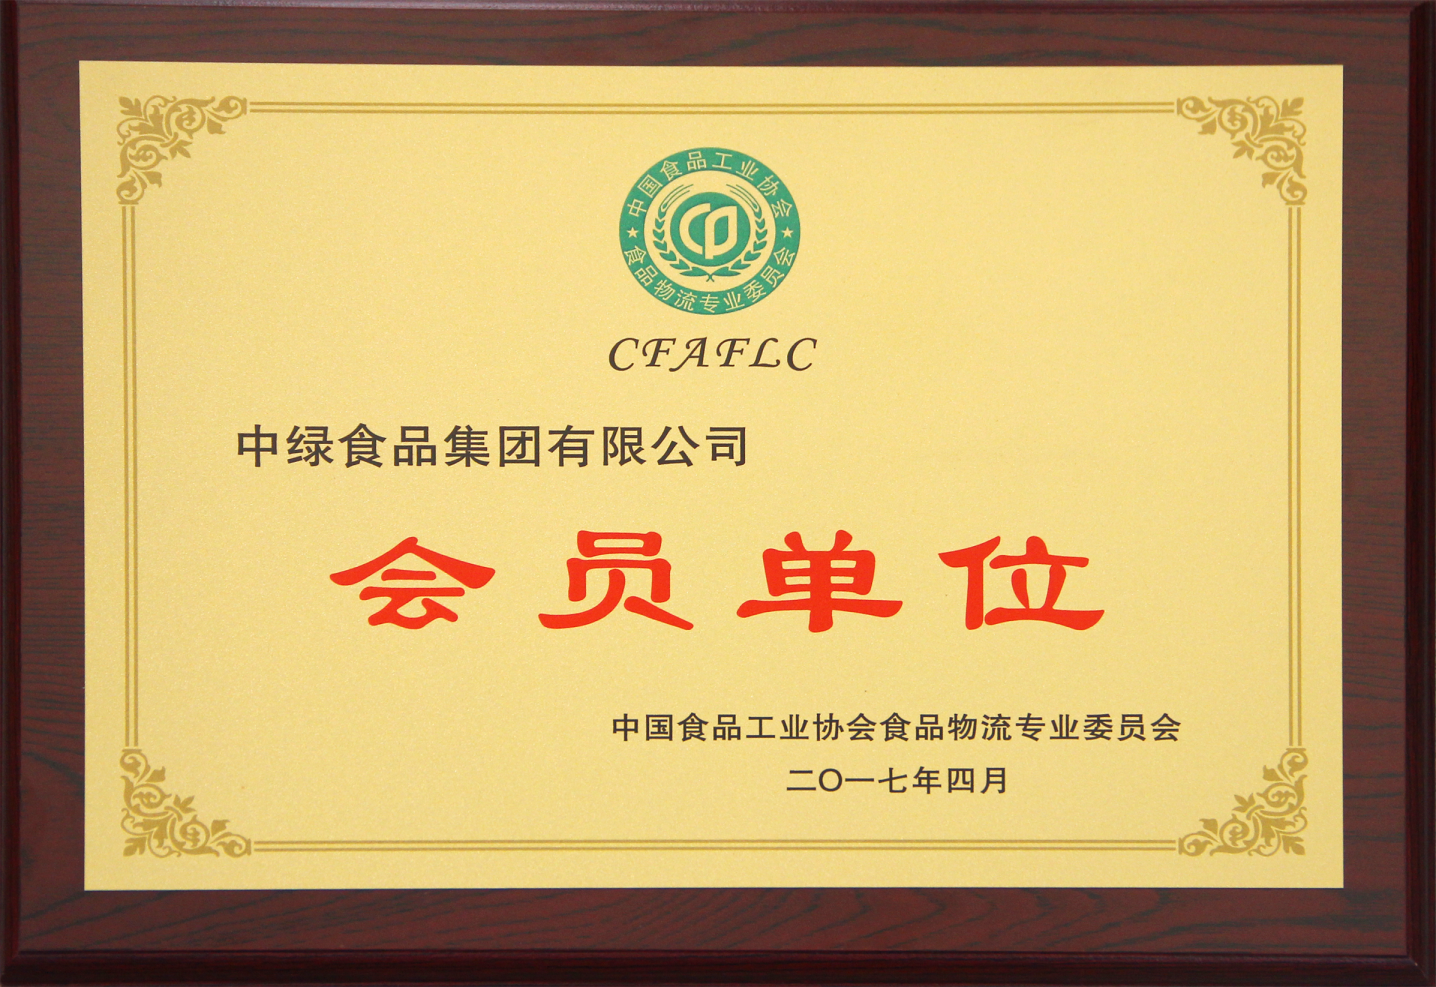 中国食品工业协会
食品物流专业委员会
CFAFLC
中绿食品集团有限公司
会员单位
中国食品工业协会食品物流专业委员会
二〇一七年四月